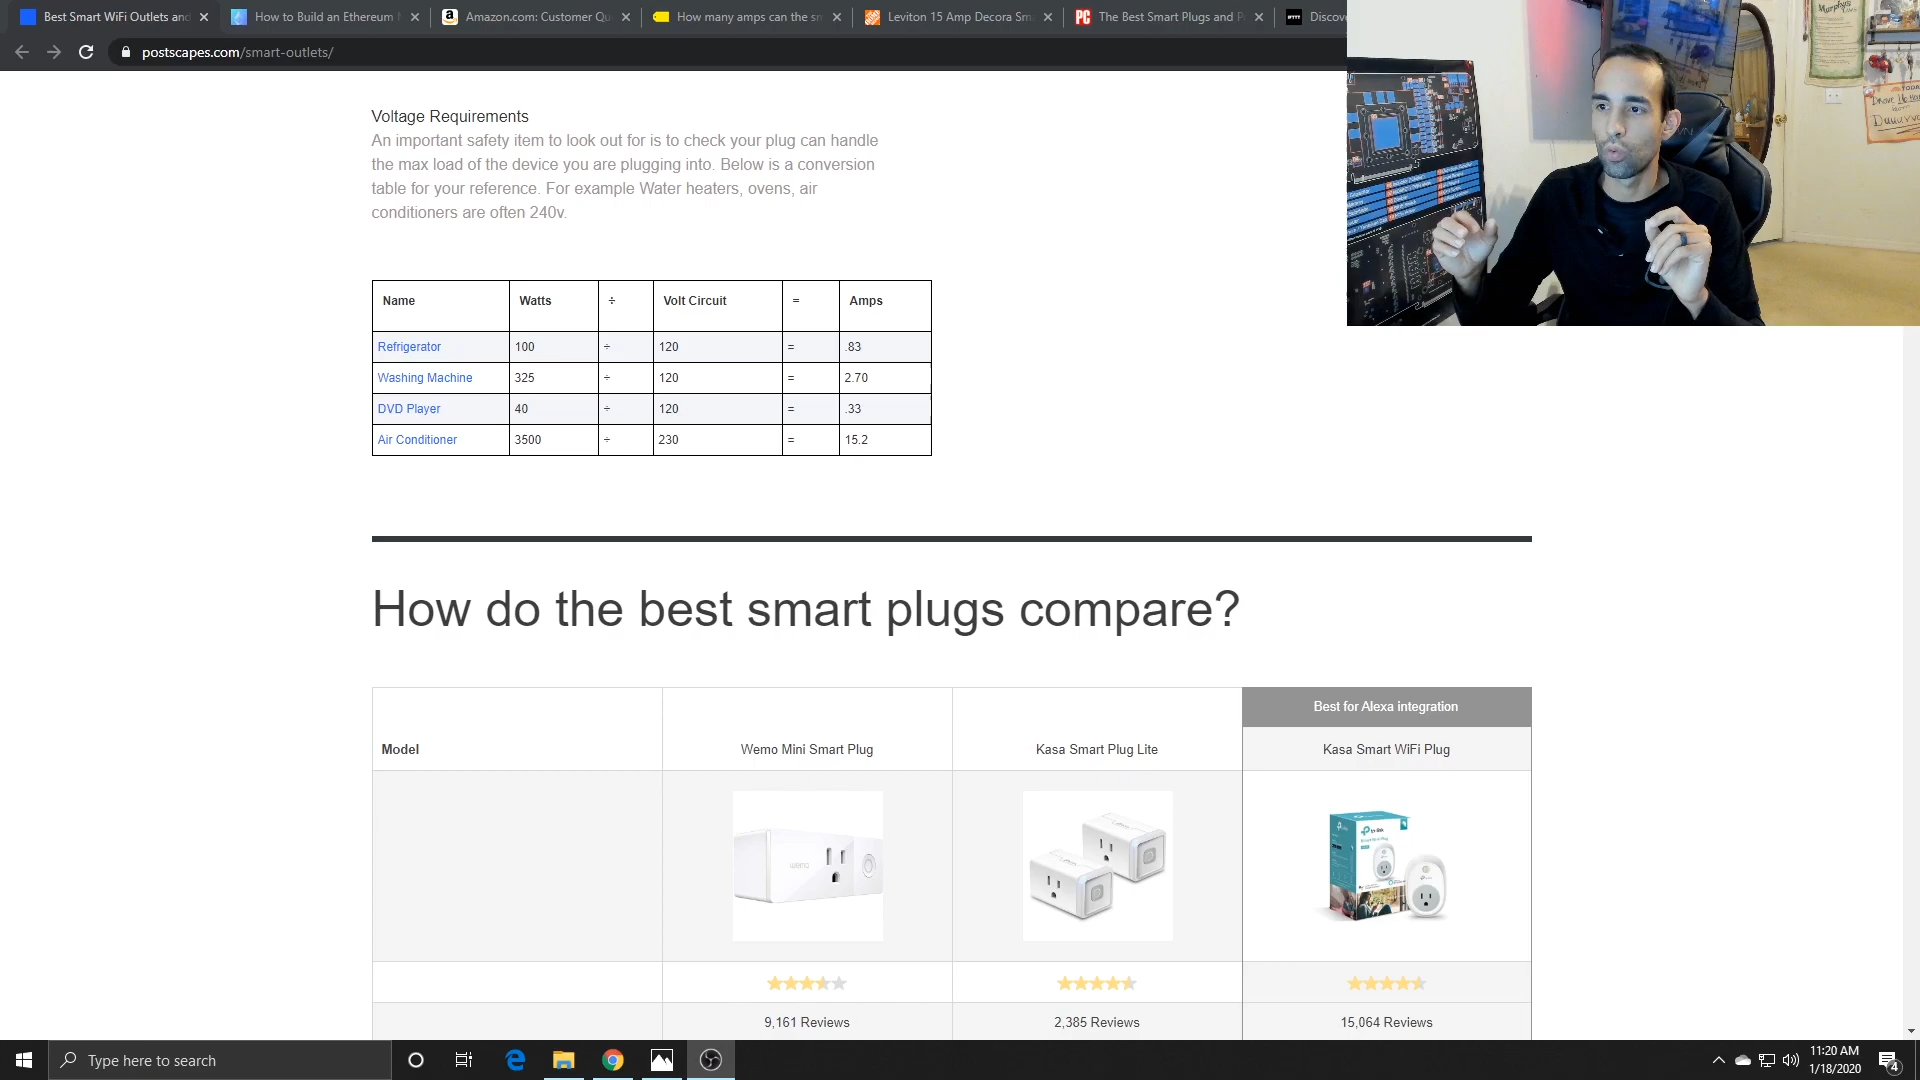 Best Smart WiFi Outlets and
How to Build an Ethereum
Amazon.com: Customer Qu
How many amps can the sm
Leviton 15 Amp Decora Sm
The Best Smart Plugs and P
Discov
postscapes.com/smart-outlets/
Voltage Requirements
An important safety item to look out for is to check your plug can handle
the max load of the device you are plugging into. Below is a conversion
table for your reference. For example Water heaters, ovens, air
conditioners are often 240v.
Name Watts ÷ Volt Circuit = Amps
Refrigerator 100 ÷ 120 = .83
Washing Machine 325 ÷ 120 = 2.70
DVD Player 40 ÷ 120 = .33
Air Conditioner 3500 ÷ 230 = 15.2
How do the best smart plugs compare?
Best for Alexa integration
Model Wemo Mini Smart Plug Kasa Smart Plug Lite Kasa Smart WiFi Plug
wemo
9,161 Reviews 2,385 Reviews 15,064 Reviews
Type here to search
11:20 AM
1/18/2020
4